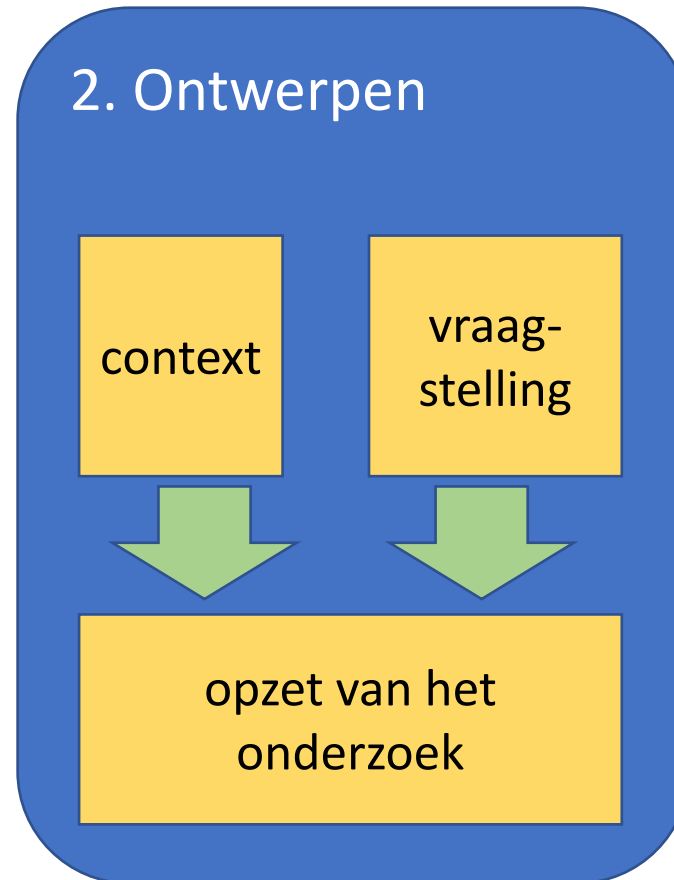 2. Ontwerpen
context
vraag-
stelling
opzet van het
onderzoek